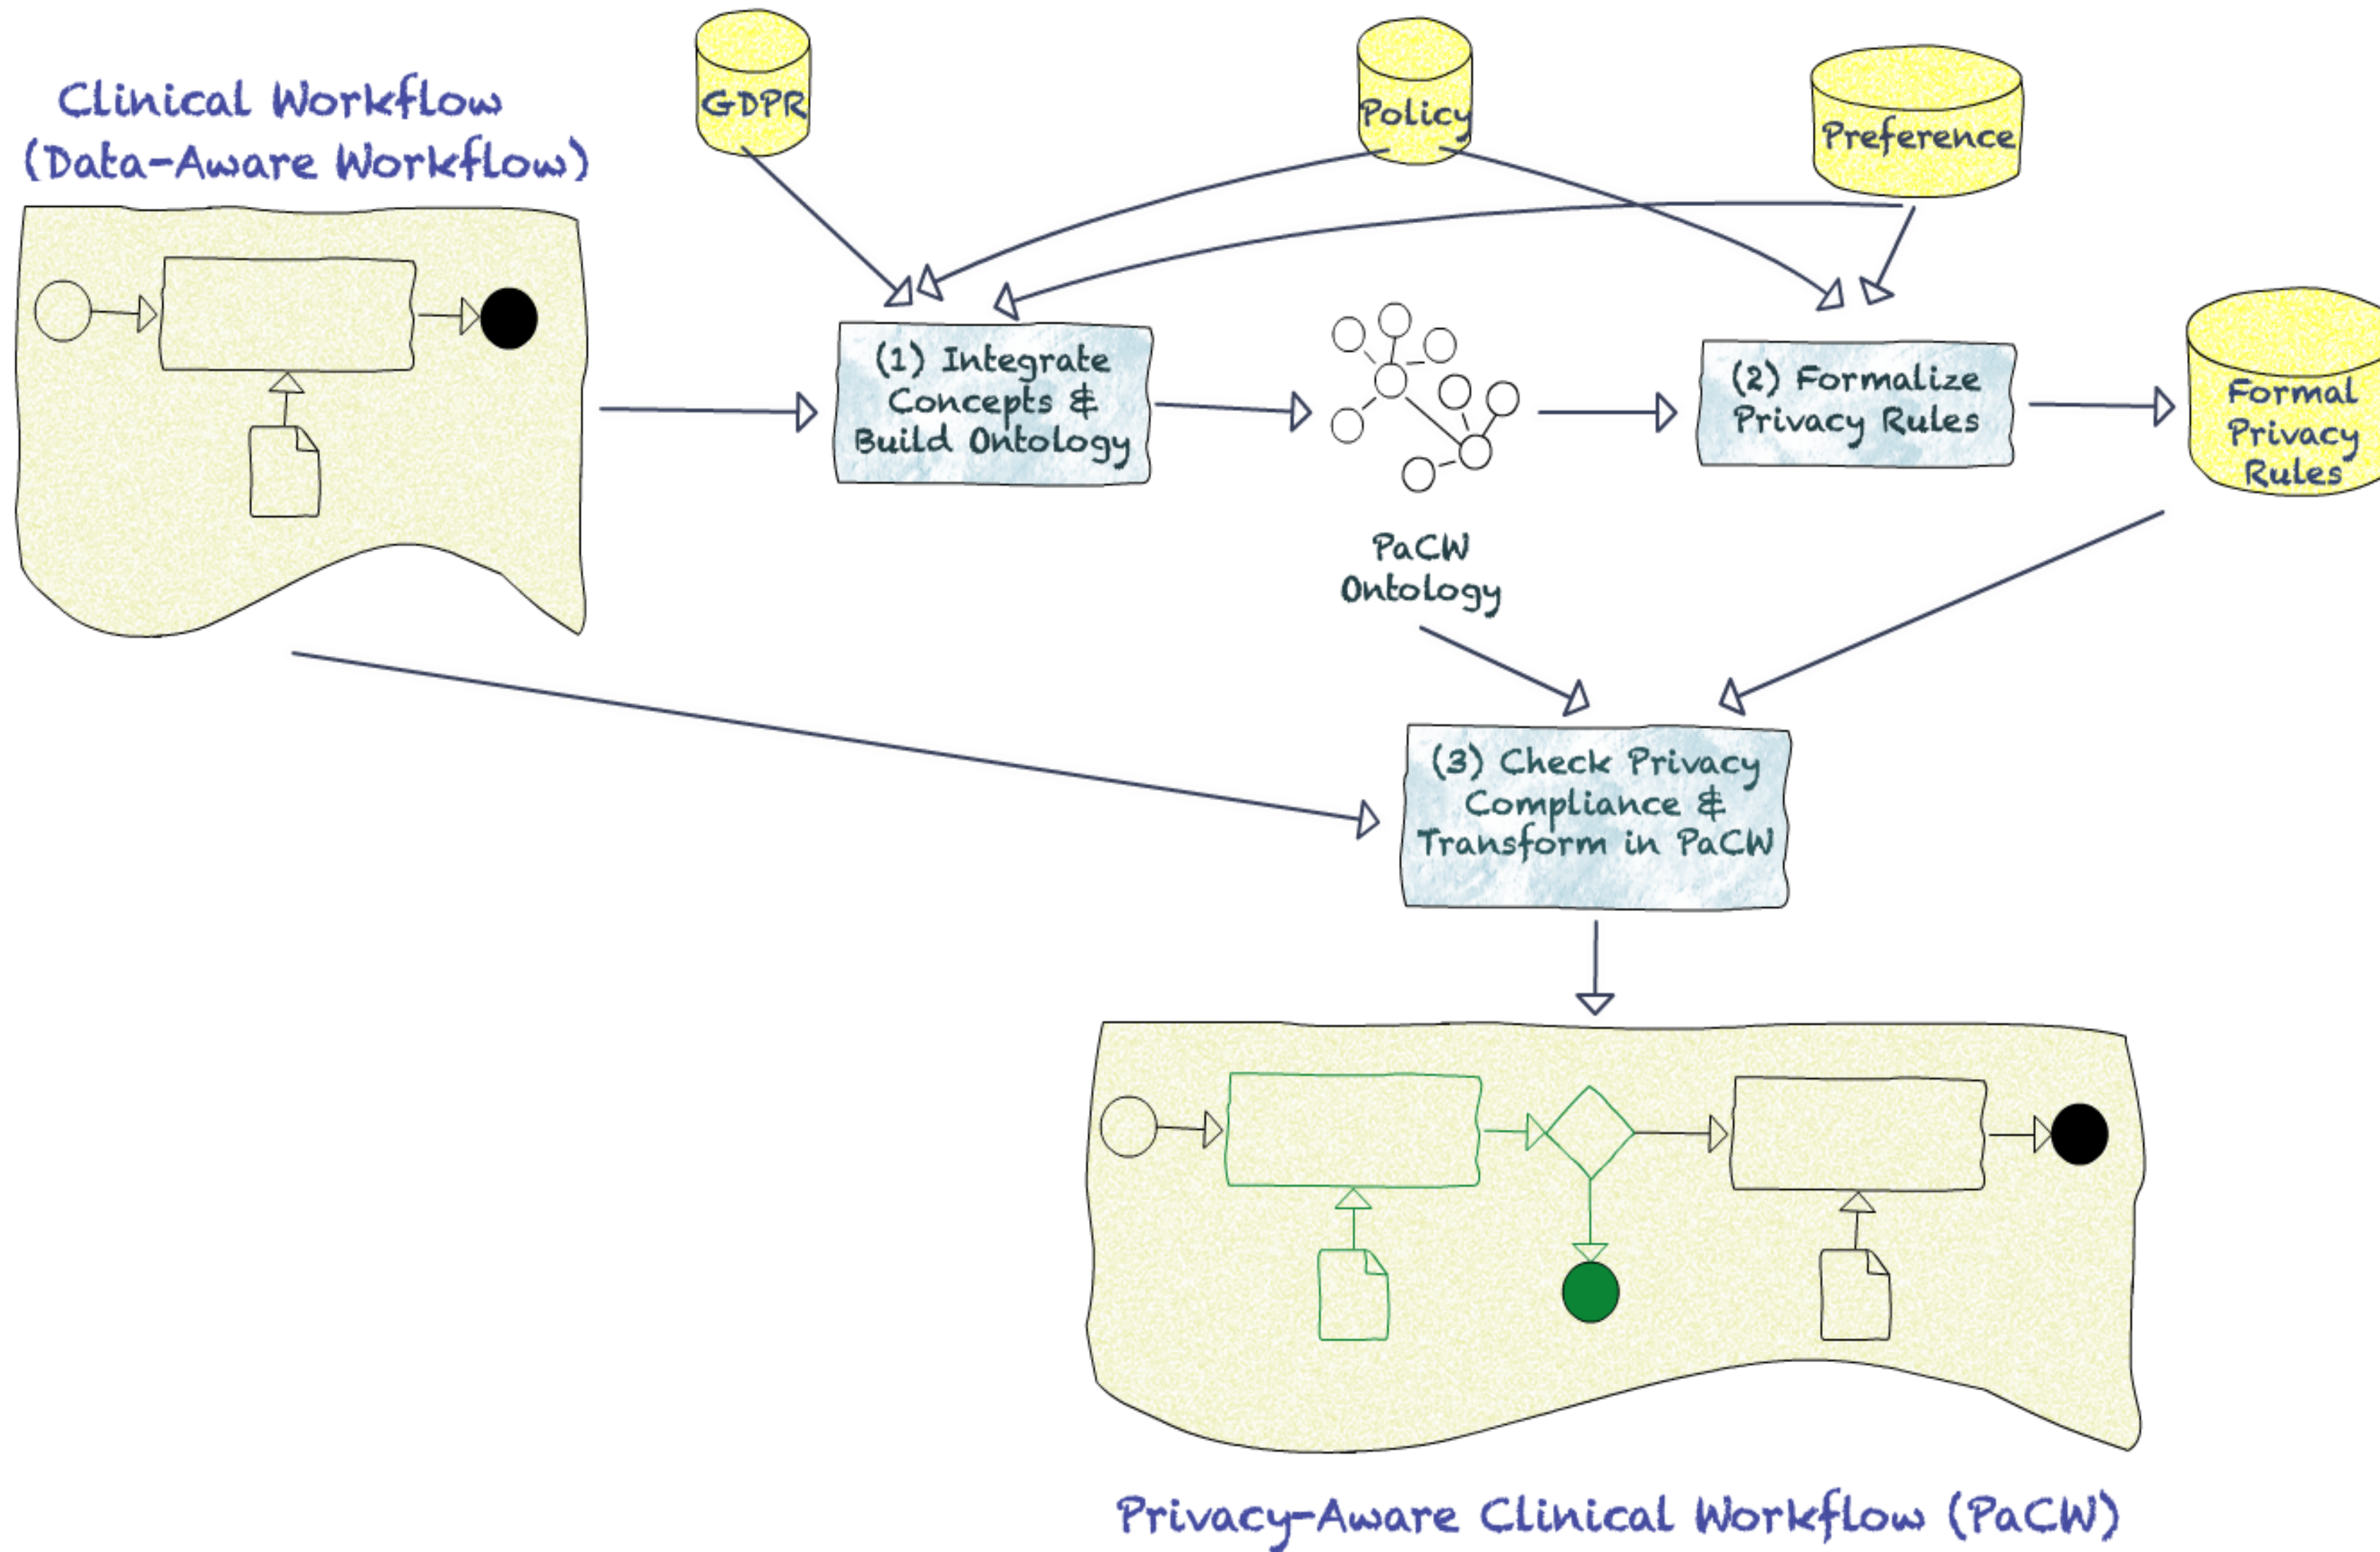 Clinical Workflow
(Data-Aware Workflow)
GDPR
Policy
Preference
(1) Integrate
Concepts &
Build Ontology
PaCW
Ontology
(2) Formalize
Privacy Rules
Formal
Privacy
Rules
(3) Check Privacy
Compliance &
Transform in PaCW
Privacy-Aware Clinical Workflow (PaCW)